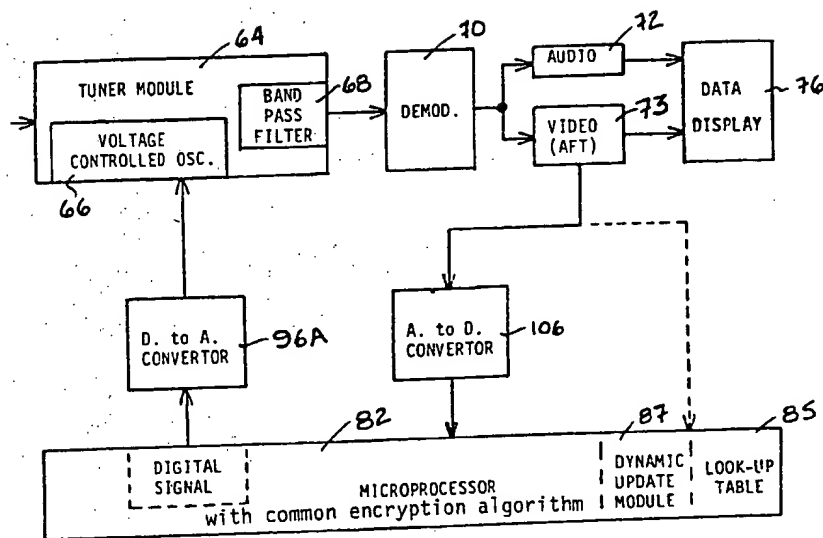 64
TUNER MODULE
VOLTAGE
CONTROLLED OSC.
66
BAND
PASS
FILTER
68
70
DEMOD.
72
AUDIO
73
VIDEO
(AFT)
DATA
DISPLAY
76
D. to A.
CONVERTOR
96A
A. to D.
CONVERTOR
106
82
DIGITAL
SIGNAL
MICROPROCESSOR
with common encryption algorithm
87
DYNAMIC
UPDATE
MODULE
85
LOOK-UP
TABLE